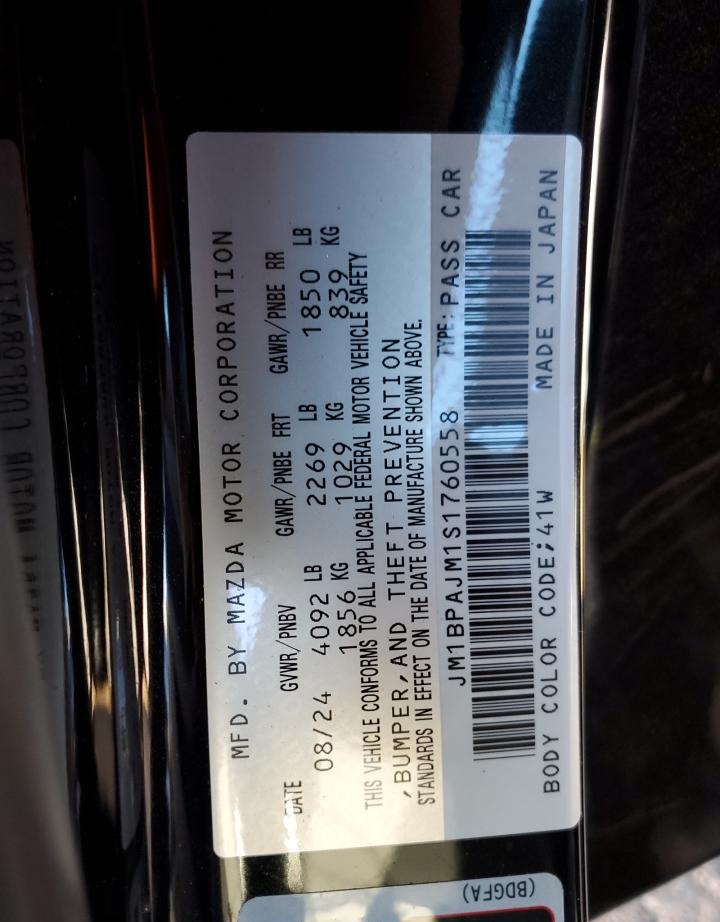 MFD. BY MAZDA MOTOR CORPORATION
DATE GVWR/PNBV GAWR/PNBE FRT GAWR/PNBE RR
08/24 4092 LB 2269 LB 1850 LB
1856 KG 1029 KG 839 KG
THIS VEHICLE CONFORMS TO ALL APPLICABLE FEDERAL MOTOR VEHICLE SAFETY
,BUMPER,AND THEFT PREVENTION
STANDARDS IN EFFECT ON THE DATE OF MANUFACTURE SHOWN ABOVE.
JM1BPAJM1S1760558 TYPE:PASS CAR
BODY COLOR CODE:41W MADE IN JAPAN
(BDGFA)